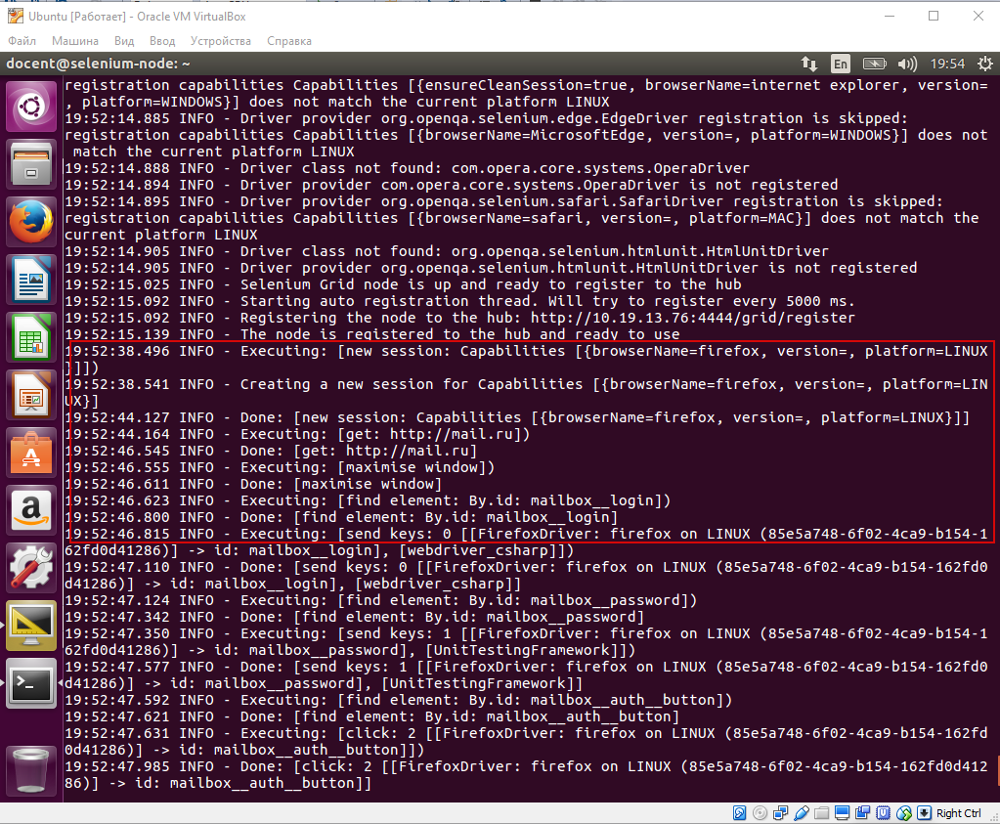 Ubuntu [Работает] - Oracle VM VirtualBox
Файл Машина Вид Ввод Устройства Справка
docent@selenium-node: ~ En 19:54
registration capabilities Capabilities [{ensureCleanSession=true, browserName=internet explorer, version=
, platform=WINDOWS}] does not match the current platform LINUX
19:52:14.885 INFO - Driver provider org.openqa.selenium.edge.EdgeDriver registration is skipped:
registration capabilities Capabilities [{browserName=MicrosoftEdge, version=, platform=WINDOWS}] does not
match the current platform LINUX
19:52:14.888 INFO - Driver class not found: com.opera.core.systems.OperaDriver
19:52:14.894 INFO - Driver provider com.opera.core.systems.OperaDriver is not registered
19:52:14.895 INFO - Driver provider org.openqa.selenium.safari.SafariDriver registration is skipped:
registration capabilities Capabilities [{browserName=safari, version=, platform=MAC}] does not match the
current platform LINUX
19:52:14.905 INFO - Driver class not found: org.openqa.selenium.htmlunit.HtmlUnitDriver
19:52:14.905 INFO - Driver provider org.openqa.selenium.htmlunit.HtmlUnitDriver is not registered
19:52:15.025 INFO - Selenium Grid node is up and ready to register to the hub
19:52:15.092 INFO - Starting auto registration thread. Will try to register every 5000 ms.
19:52:15.092 INFO - Registering the node to the hub: http://10.19.13.76:4444/grid/register
19:52:15.139 INFO - The node is registered to the hub and ready to use
19:52:38.496 INFO - Executing: [new session: Capabilities [{browserName=firefox, version=, platform=LINUX
}]])
19:52:38.541 INFO - Creating a new session for Capabilities [{browserName=firefox, version=, platform=LIN
UX}]
19:52:44.127 INFO - Done: [new session: Capabilities [{browserName=firefox, version=, platform=LINUX}]]
19:52:44.164 INFO - Executing: [get: http://mail.ru])
19:52:46.545 INFO - Done: [get: http://mail.ru]
19:52:46.555 INFO - Executing: [maximise window])
19:52:46.611 INFO - Done: [maximise window]
19:52:46.623 INFO - Executing: [find element: By.id: mailbox__login])
19:52:46.800 INFO - Done: [find element: By.id: mailbox__login]
19:52:46.815 INFO - Executing: [send keys: 0 [[FirefoxDriver: firefox on LINUX (85e5a748-6f02-4ca9-b154-1
62fd0d41286)] -> id: mailbox__login], [webdriver_csharp]])
19:52:47.110 INFO - Done: [send keys: 0 [[FirefoxDriver: firefox on LINUX (85e5a748-6f02-4ca9-b154-162fd0
d41286)] -> id: mailbox__login], [webdriver_csharp]]
19:52:47.124 INFO - Executing: [find element: By.id: mailbox__password])
19:52:47.342 INFO - Done: [find element: By.id: mailbox__password]
19:52:47.350 INFO - Executing: [send keys: 1 [[FirefoxDriver: firefox on LINUX (85e5a748-6f02-4ca9-b154-1
62fd0d41286)] -> id: mailbox__password], [UnitTestingFramework]])
19:52:47.577 INFO - Done: [send keys: 1 [[FirefoxDriver: firefox on LINUX (85e5a748-6f02-4ca9-b154-162fd0
d41286)] -> id: mailbox__password], [UnitTestingFramework]]
19:52:47.592 INFO - Executing: [find element: By.id: mailbox__auth__button])
19:52:47.621 INFO - Done: [find element: By.id: mailbox__auth__button]
19:52:47.631 INFO - Executing: [click: 2 [[FirefoxDriver: firefox on LINUX (85e5a748-6f02-4ca9-b154-162fd
0d41286)] -> id: mailbox__auth__button]])
19:52:47.985 INFO - Done: [click: 2 [[FirefoxDriver: firefox on LINUX (85e5a748-6f02-4ca9-b154-162fd0d412
86)] -> id: mailbox__auth__button]]
Right Ctrl